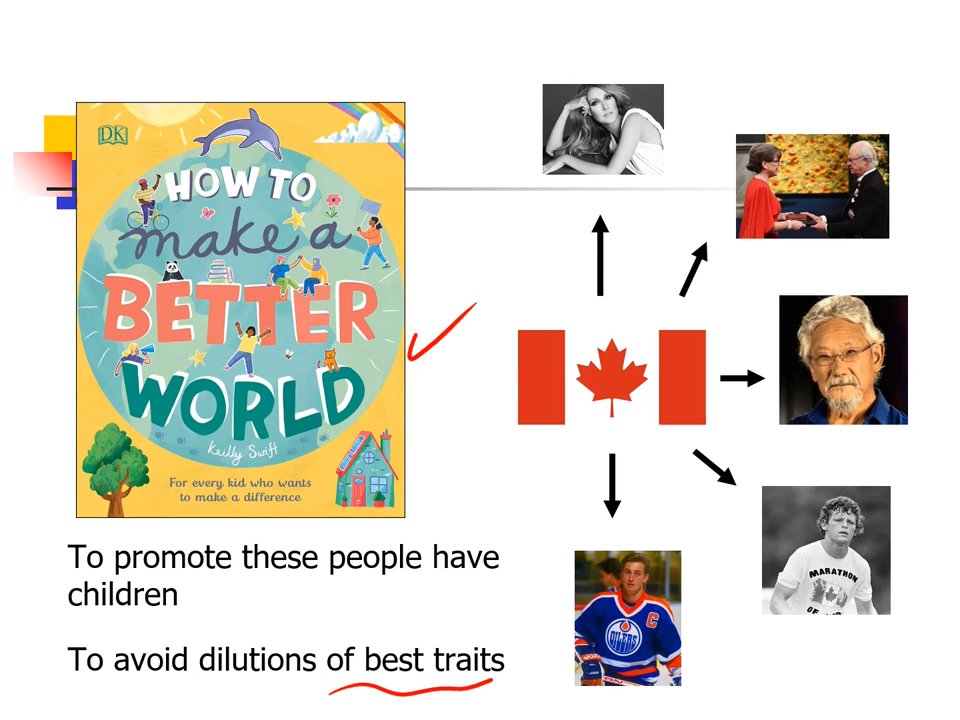 DK
HOW TO
make a
BETTER
WORLD
Keilly Swift
For every kid who wants
to make a difference
To promote these people have
children
To avoid dilutions of best traits
C
OILERS
MARATHON
OF